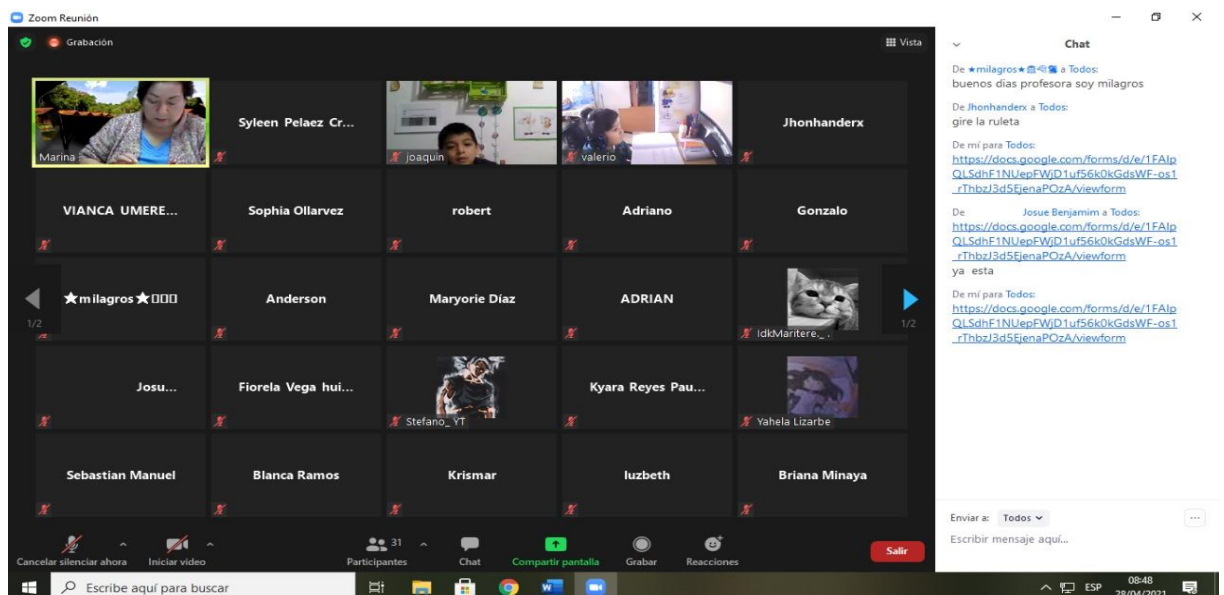 Zoom Reunión
Grabación
Vista
Marina
Syleen Pelaez Cr...
joaquin
valerio
Jhonhanderx
VIANCA UMERE...
Sophia Ollarvez
robert
Adriano
Gonzalo
★milagros★
Anderson
Maryorie Díaz
ADRIAN
IdkMaritere._.
1/2
1/2
Josu...
Fiorela Vega hui...
Stefano_ YT
Kyara Reyes Pau...
Yahela Lizarbe
Sebastian Manuel
Blanca Ramos
Krismar
luzbeth
Briana Minaya
Cancelar silenciar ahora
Iniciar video
Participantes
31
Chat
Compartir pantalla
Grabar
Reacciones
Salir
Chat
De ★milagros★ a Todos:
buenos dias profesora soy milagros
De Jhonhanderx a Todos:
gire la ruleta
De mí para Todos:
https://docs.google.com/forms/d/e/1FAIp
QLSdhF1NUepFWjD1uf56k0kGdsWF-os1
_rThbzJ3d5EjenaPOzA/viewform
De Josue Benjamim a Todos:
https://docs.google.com/forms/d/e/1FAIp
QLSdhF1NUepFWjD1uf56k0kGdsWF-os1
_rThbzJ3d5EjenaPOzA/viewform
ya esta
De mí para Todos:
https://docs.google.com/forms/d/e/1FAIp
QLSdhF1NUepFWjD1uf56k0kGdsWF-os1
_rThbzJ3d5EjenaPOzA/viewform
Enviar a: Todos
Escribir mensaje aquí...
Escribe aquí para buscar
ESP
08:48
28/04/2021